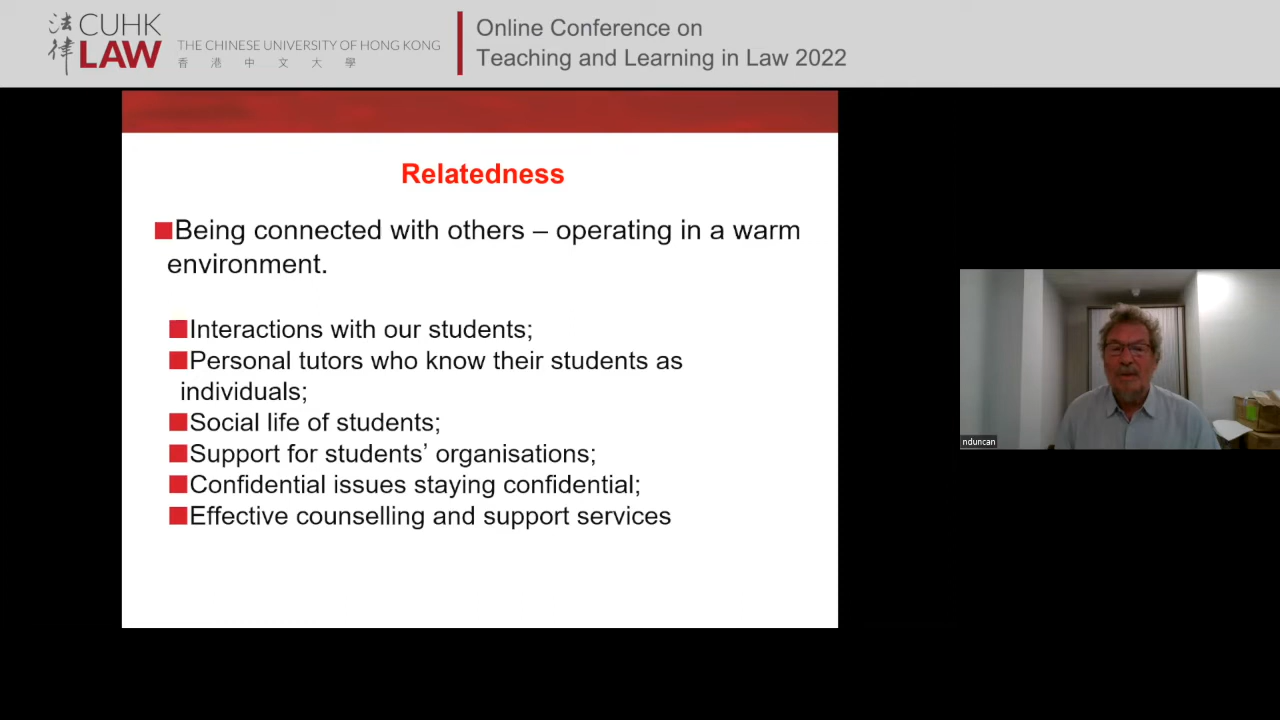 法律
CUHK
LAW
THE CHINESE UNIVERSITY OF HONG KONG
香 港 中 文 大 學
Online Conference on
Teaching and Learning in Law 2022
Relatedness
Being connected with others – operating in a warm
environment.
Interactions with our students;
Personal tutors who know their students as
individuals;
Social life of students;
Support for students’ organisations;
Confidential issues staying confidential;
Effective counselling and support services
nduncan